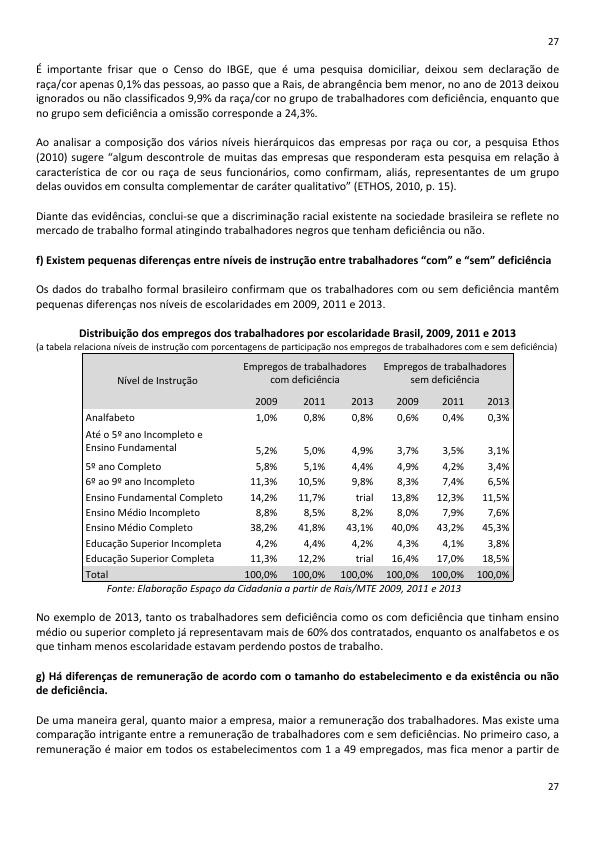 27
É importante frisar que o Censo do IBGE, que é uma pesquisa domiciliar, deixou sem declaração de
raça/cor apenas 0,1% das pessoas, ao passo que a Rais, de abrangência bem menor, no ano de 2013 deixou
ignorados ou não classificados 9,9% da raça/cor no grupo de trabalhadores com deficiência, enquanto que
no grupo sem deficiência a omissão corresponde a 24,3%.
Ao analisar a composição dos vários níveis hierárquicos das empresas por raça ou cor, a pesquisa Ethos
(2010) sugere “algum descontrole de muitas das empresas que responderam esta pesquisa em relação à
característica de cor ou raça de seus funcionários, como confirmam, aliás, representantes de um grupo
delas ouvidos em consulta complementar de caráter qualitativo” (ETHOS, 2010, p. 15).
Diante das evidências, conclui-se que a discriminação racial existente na sociedade brasileira se reflete no
mercado de trabalho formal atingindo trabalhadores negros que tenham deficiência ou não.
f) Existem pequenas diferenças entre níveis de instrução entre trabalhadores “com” e “sem” deficiência
Os dados do trabalho formal brasileiro confirmam que os trabalhadores com ou sem deficiência mantêm
pequenas diferenças nos níveis de escolaridades em 2009, 2011 e 2013.
Distribuição dos empregos dos trabalhadores por escolaridade Brasil, 2009, 2011 e 2013
(a tabela relaciona níveis de instrução com porcentagens de participação nos empregos de trabalhadores com e sem deficiência)
Nível de Instrução Empregos de trabalhadores com deficiência Empregos de trabalhadores sem deficiência
2009 2011 2013 2009 2011 2013
Analfabeto 1,0% 0,8% 0,8% 0,6% 0,4% 0,3%
Até o 5º ano Incompleto e
Ensino Fundamental 5,2% 5,0% 4,9% 3,7% 3,5% 3,1%
5º ano Completo 5,8% 5,1% 4,4% 4,9% 4,2% 3,4%
6º ao 9º ano Incompleto 11,3% 10,5% 9,8% 8,3% 7,4% 6,5%
Ensino Fundamental Completo 14,2% 11,7% trial 13,8% 12,3% 11,5%
Ensino Médio Incompleto 8,8% 8,5% 8,2% 8,0% 7,9% 7,6%
Ensino Médio Completo 38,2% 41,8% 43,1% 40,0% 43,2% 45,3%
Educação Superior Incompleta 4,2% 4,4% 4,2% 4,3% 4,1% 3,8%
Educação Superior Completa 11,3% 12,2% trial 16,4% 17,0% 18,5%
Total 100,0% 100,0% 100,0% 100,0% 100,0% 100,0%
Fonte: Elaboração Espaço da Cidadania a partir de Rais/MTE 2009, 2011 e 2013
No exemplo de 2013, tanto os trabalhadores sem deficiência como os com deficiência que tinham ensino
médio ou superior completo já representavam mais de 60% dos contratados, enquanto os analfabetos e os
que tinham menos escolaridade estavam perdendo postos de trabalho.
g) Há diferenças de remuneração de acordo com o tamanho do estabelecimento e da existência ou não
de deficiência.
De uma maneira geral, quanto maior a empresa, maior a remuneração dos trabalhadores. Mas existe uma
comparação intrigante entre a remuneração de trabalhadores com e sem deficiências. No primeiro caso, a
remuneração é maior em todos os estabelecimentos com 1 a 49 empregados, mas fica menor a partir de
27